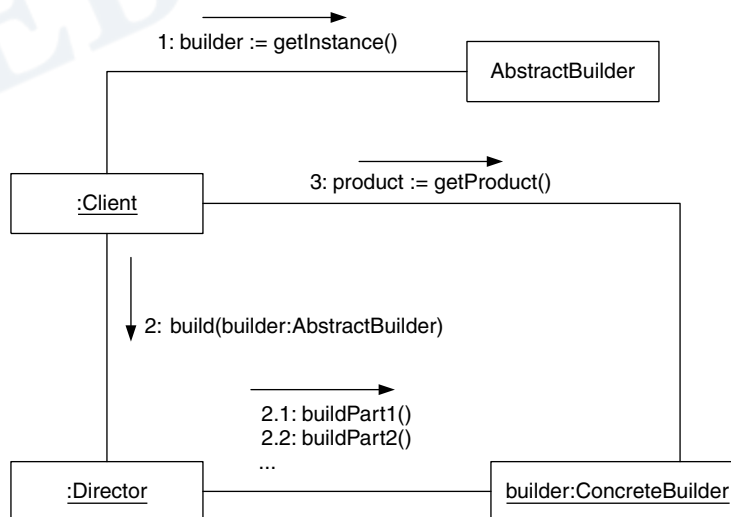 1: builder := getInstance()
AbstractBuilder
3: product := getProduct()
:Client
2: build(builder:AbstractBuilder)
2.1: buildPart1()
2.2: buildPart2()
...
:Director
builder:ConcreteBuilder